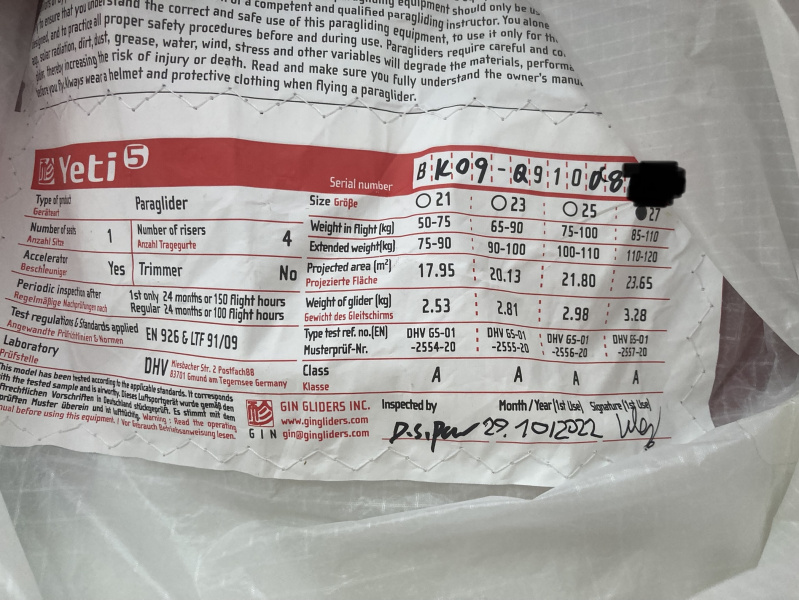 of a competent and qualified paragliding instructor. You alone
to ensure that you understand the correct and safe use of this paragliding equipment, to use it only for th
and to practice all proper safety procedures before and during use. Paragliders require careful and co
solar radiation, dirt, dust, grease, water, wind, stress and other variables will degrade the materials, performa
thereby increasing the risk of injury or death. Read and make sure you fully understand the owner's manu
before you fly. Always wear a helmet and protective clothing when flying a paraglider.
Yeti 5
Serial number BK09-Q91008
Type of product Paraglider
Geräteart
Number of seats 1 Number of risers 4
Anzahl Sitze Anzahl Tragegurte
Accelerator Yes Trimmer No
Beschleunige
Periodic inspection after 1st only 24 months or 150 flight hours
Regelmäßige Nachprüfungen nach Regular 24 months or 100 flight hours
Test regulations & Standards applied EN 926 & LTF 91/09
Angewandte Prüfrichtlinien & Normen
Laboratory DHV Miesbacher Str. 2 Postfach88
Prüfstelle 83701 Gmund am Tegernsee Germany
This model has been tested according to the applicable standards. It corresponds
with the tested sample and is airworthy. Dieses Luftsportgerät wurde gemäß den
Vorschriften in Deutschland stückgeprüft. Es stimmt mit dem
geprüften Muster überein und ist lufttüchtig. Warning : Read the operating
manual before using this equipment. / Vor Gebrauch Betriebsanweisung lesen.
Size Größe 21 23 25 27
Weight in flight (kg) 50-75 65-90 75-100 85-110
Extended weight(kg) 75-90 90-100 100-110 110-120
Projected area (m²) 17.95 20.13 21.80 23.65
Projezierte Fläche
Weight of glider (kg) 2.53 2.81 2.98 3.28
Gewicht des Gleitschirms
Type test ref. no.(EN) DHV GS-01 DHV GS-01 DHV GS-01 DHV GS-01
Musterprüf-Nr. -2554-20 -2555-20 -2556-20 -2557-20
Class A A A A
Klasse
GIN
GIN GLIDERS INC.
www.gingliders.com
gin@gingliders.com
Inspected by Month / Year (1st Use) Signature (1st Use)
29.10/2022